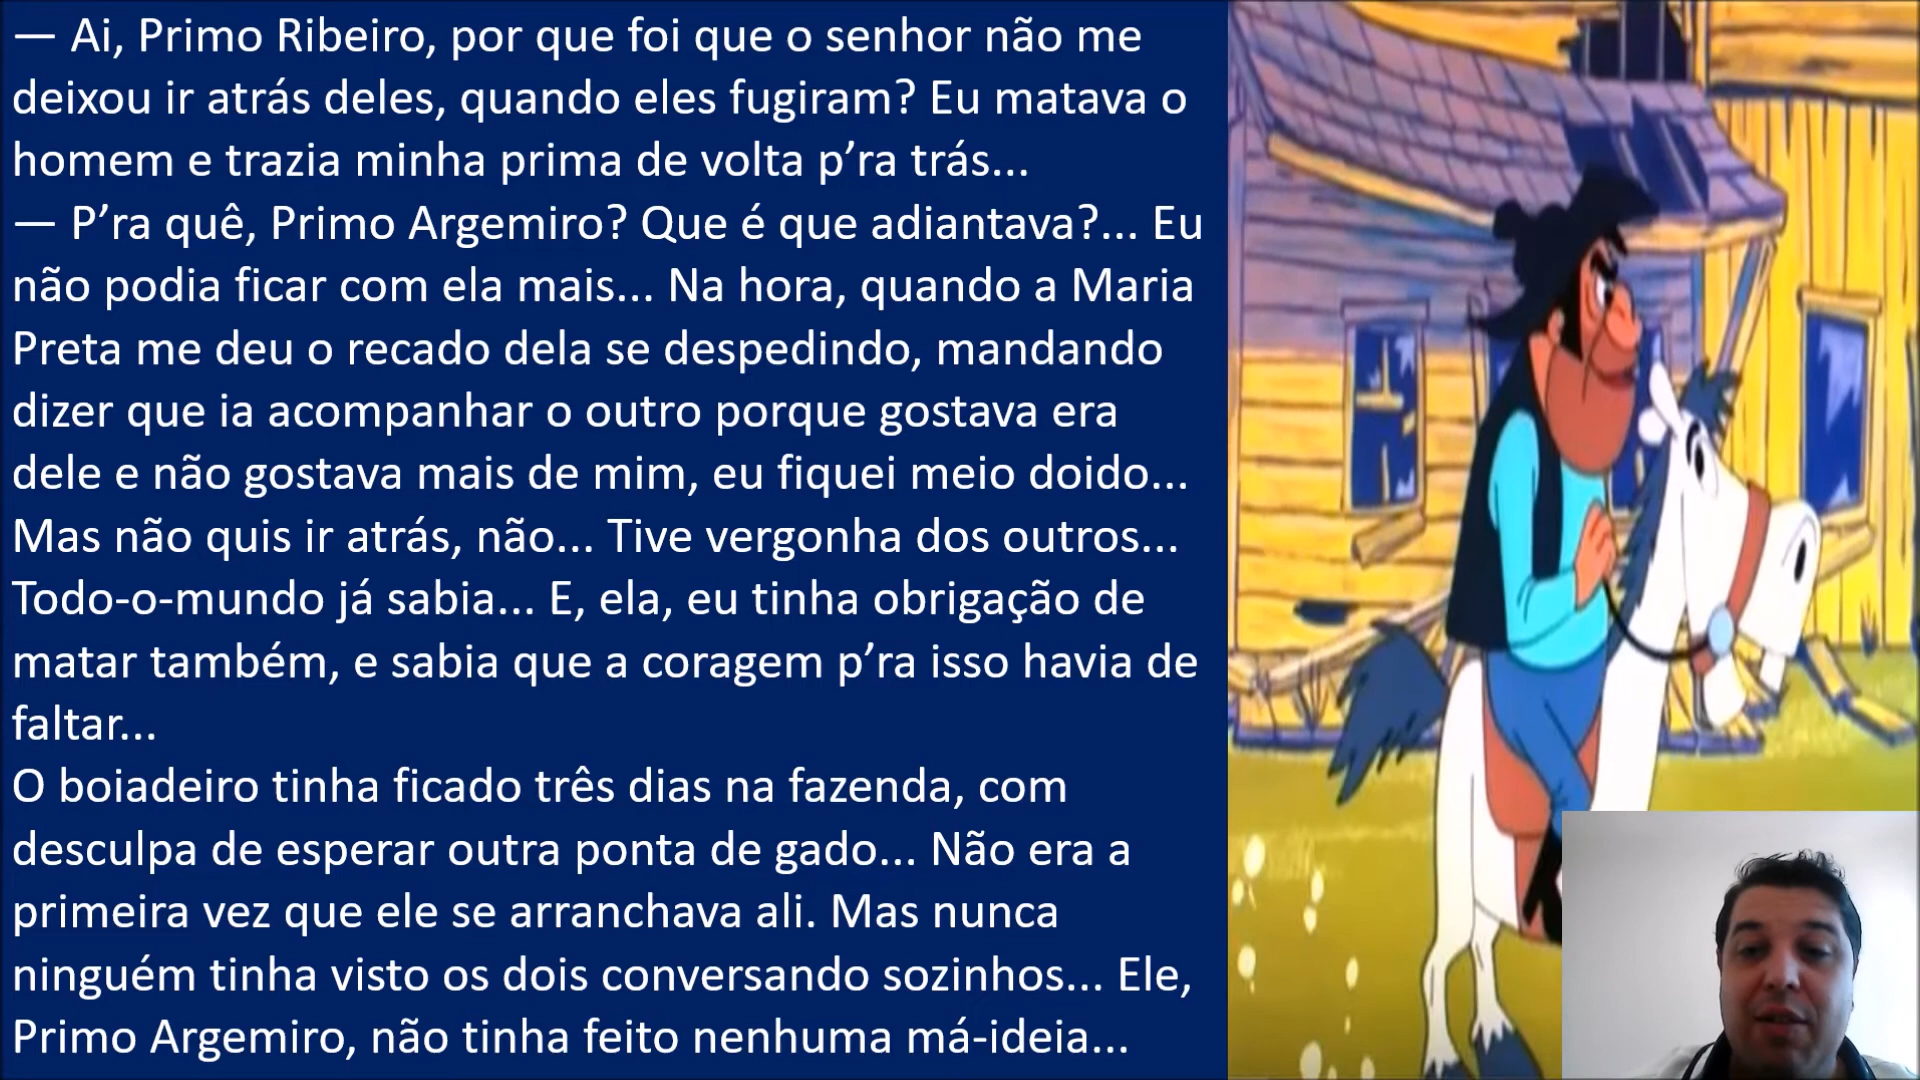 — Ai, Primo Ribeiro, por que foi que o senhor não me
deixou ir atrás deles, quando eles fugiram? Eu matava o
homem e trazia minha prima de volta p’ra trás...
— P’ra quê, Primo Argemiro? Que é que adiantava?... Eu
não podia ficar com ela mais... Na hora, quando a Maria
Preta me deu o recado dela se despedindo, mandando
dizer que ia acompanhar o outro porque gostava era
dele e não gostava mais de mim, eu fiquei meio doido...
Mas não quis ir atrás, não... Tive vergonha dos outros...
Todo-o-mundo já sabia... E, ela, eu tinha obrigação de
matar também, e sabia que a coragem p’ra isso havia de
faltar...
O boiadeiro tinha ficado três dias na fazenda, com
desculpa de esperar outra ponta de gado... Não era a
primeira vez que ele se arranchava ali. Mas nunca
ninguém tinha visto os dois conversando sozinhos... Ele,
Primo Argemiro, não tinha feito nenhuma má-ideia...